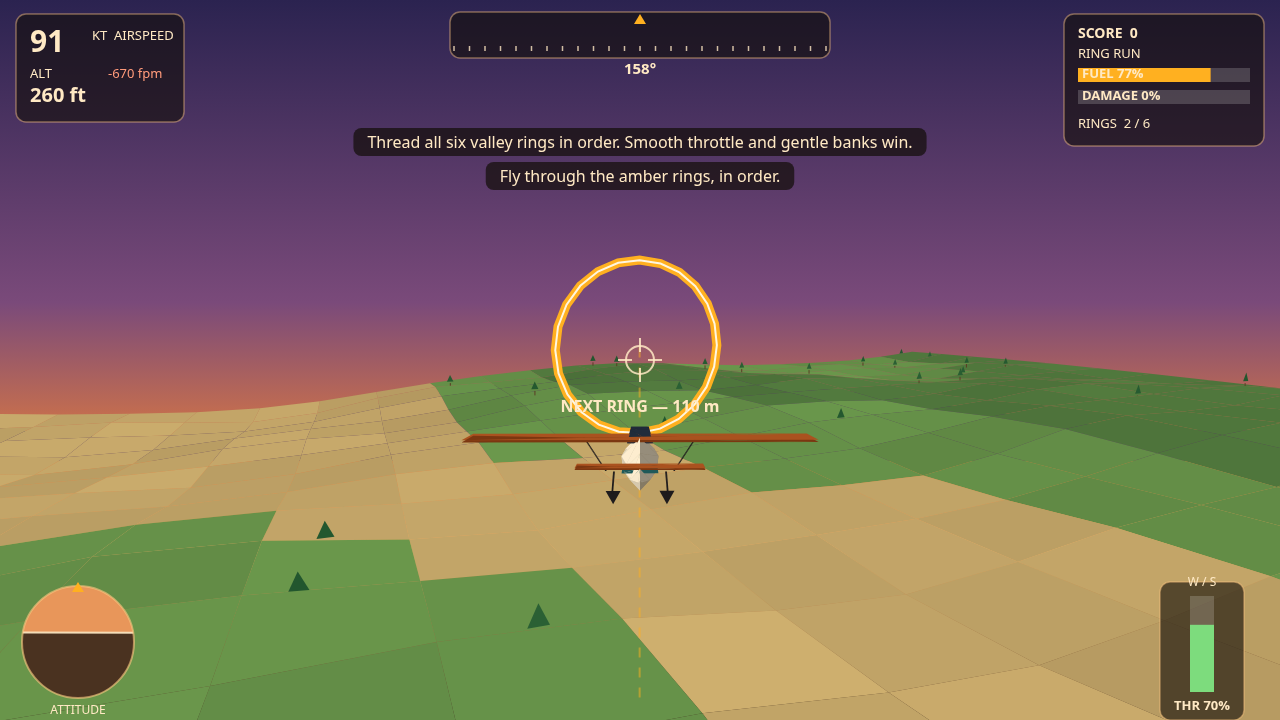 91 KT AIRSPEED
ALT -670 fpm
260 ft
158°
SCORE 0
RING RUN
FUEL 77%
DAMAGE 0%
RINGS 2 / 6
Thread all six valley rings in order. Smooth throttle and gentle banks win.
Fly through the amber rings, in order.
NEXT RING — 110 m
ATTITUDE
W / S
THR 70%